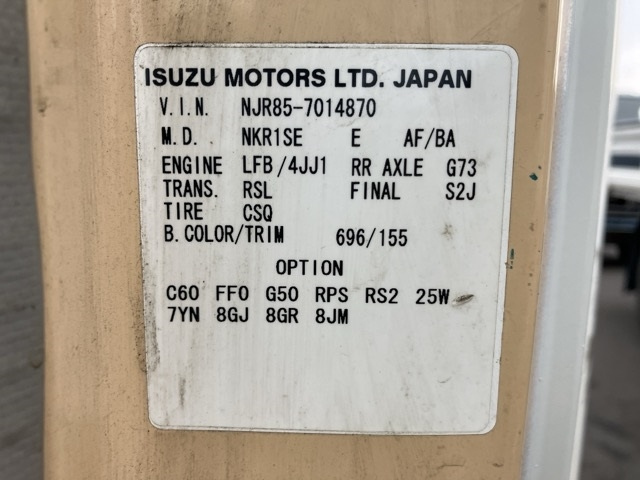 ISUZU MOTORS LTD. JAPAN
V.I.N. NJR85-7014870
M.D. NKR1SE E AF/BA
ENGINE LFB/4JJ1 RR AXLE G73
TRANS. RSL FINAL S2J
TIRE CSQ
B.COLOR/TRIM 696/155
OPTION
C60 FF0 G50 RPS RS2 25W
7YN 8GJ 8GR 8JM